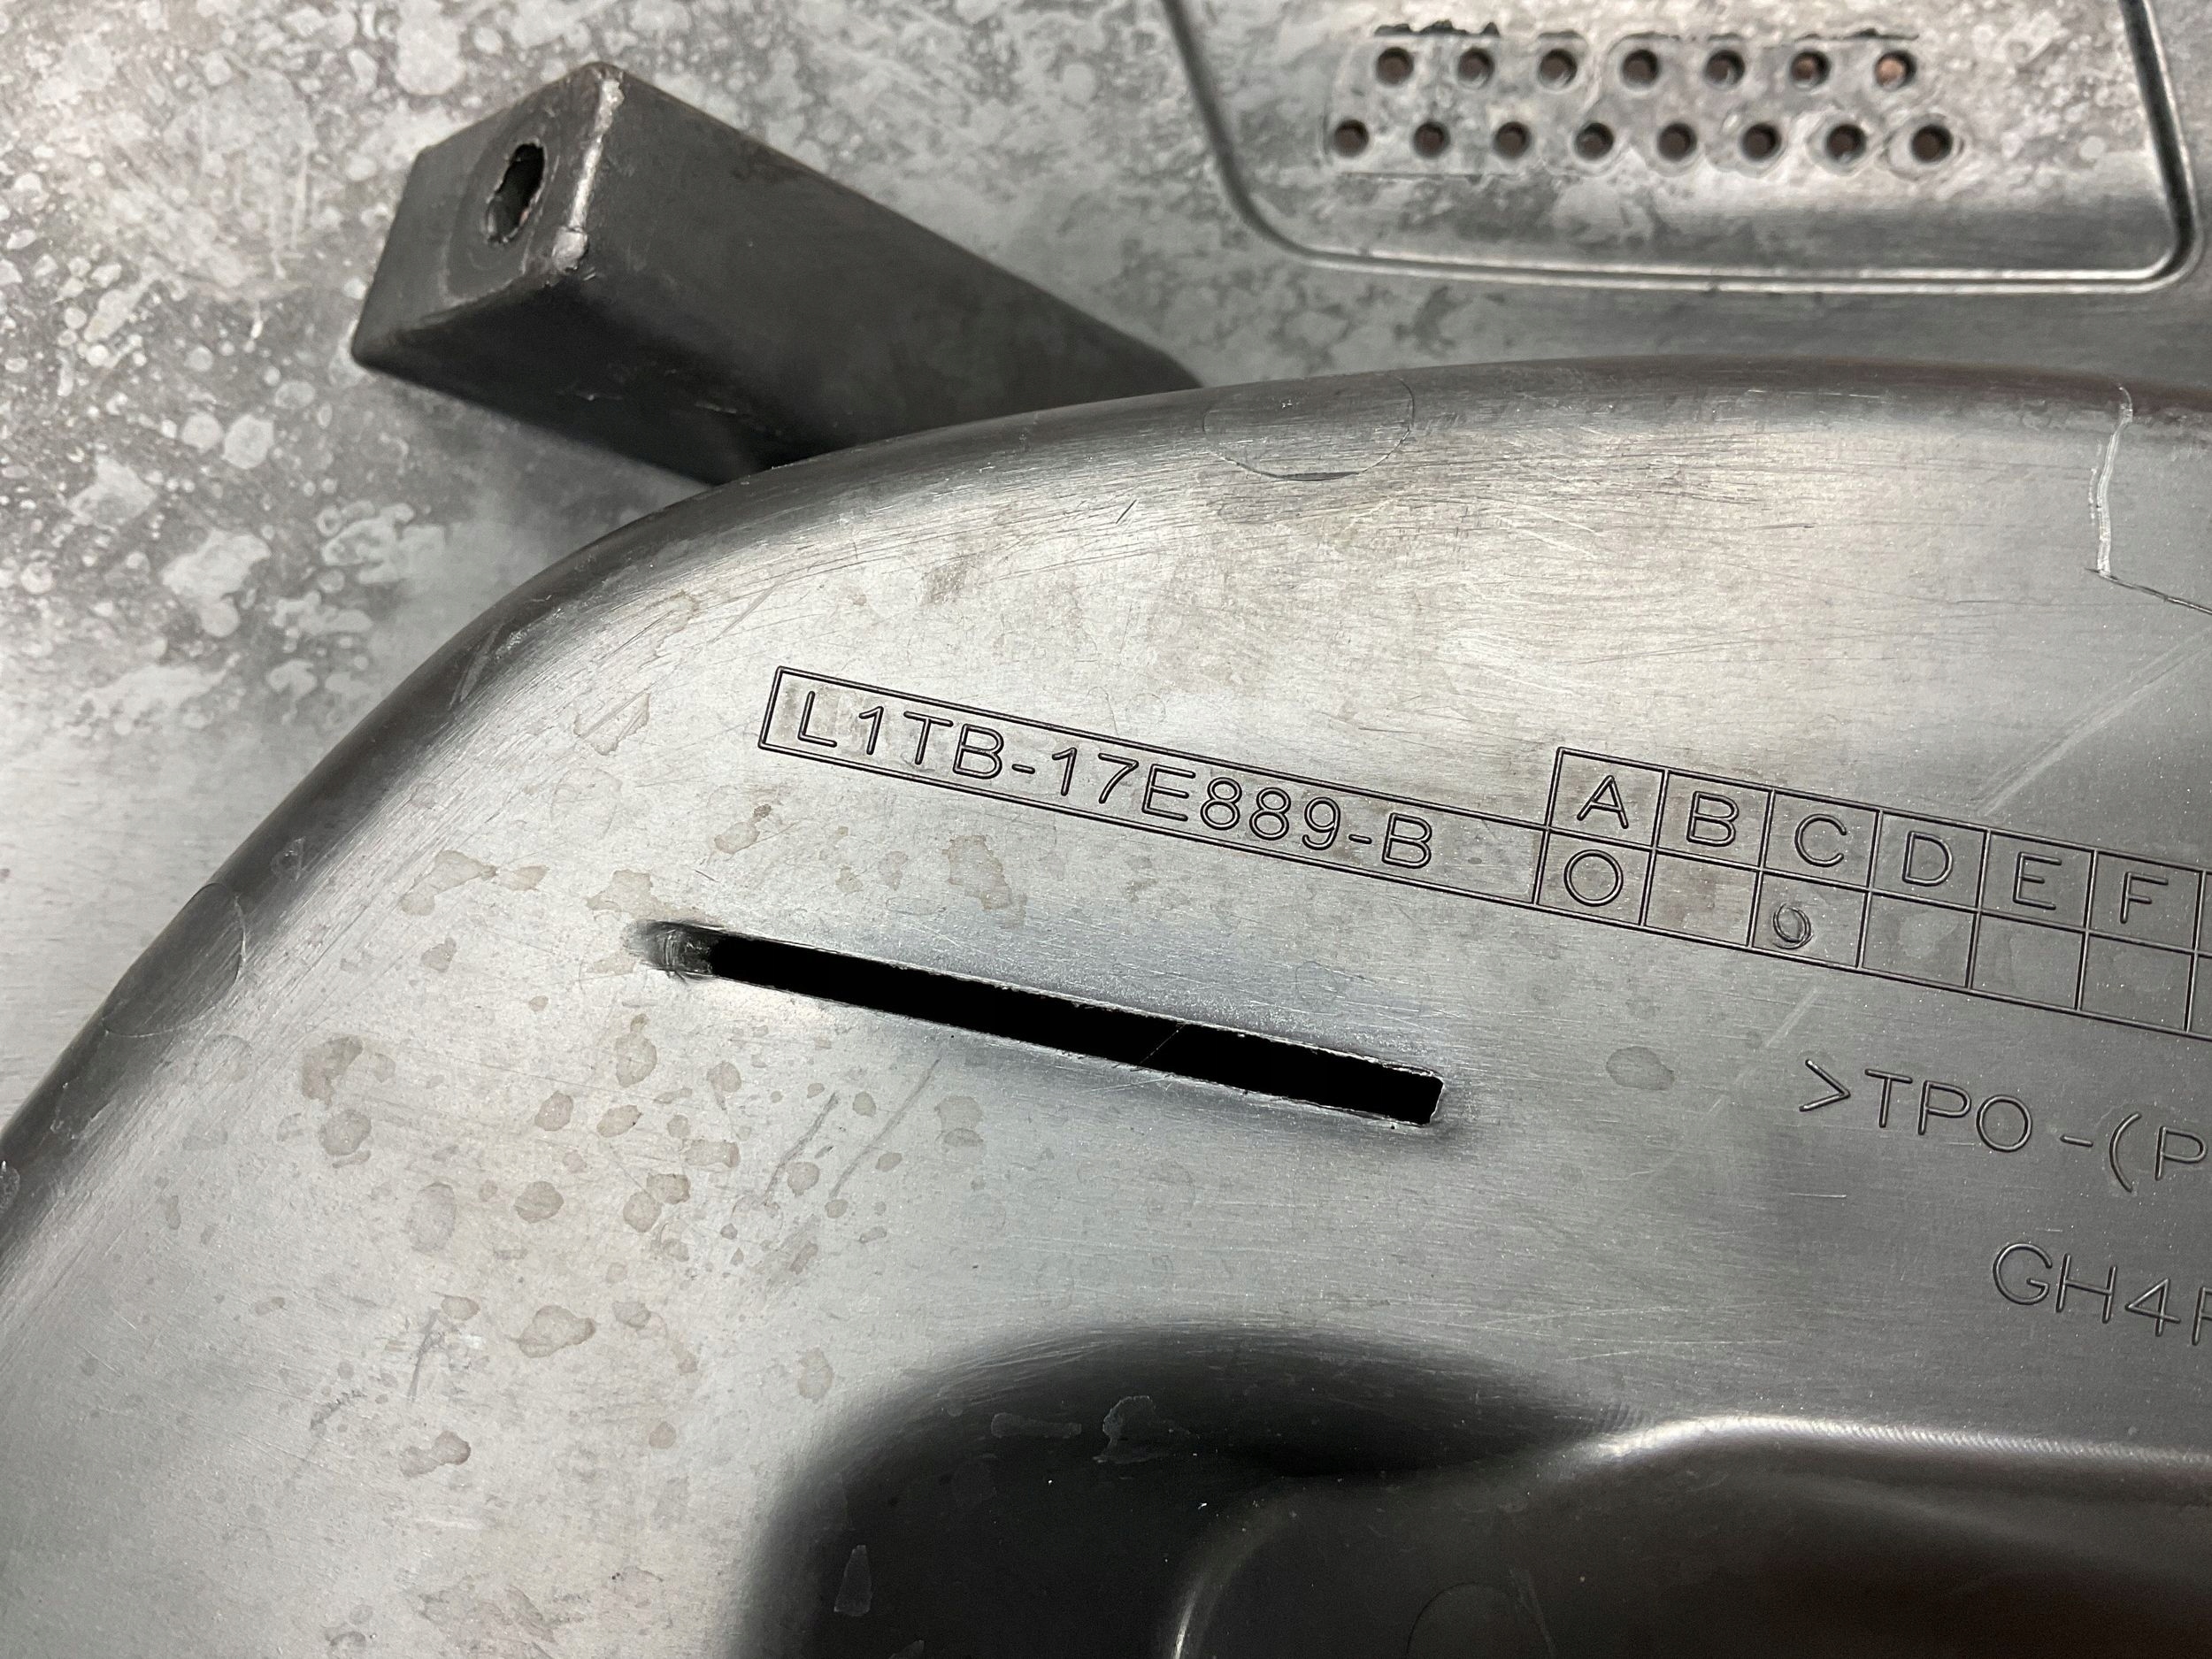 L1TB-17E889-B A B C D E F
O O
>TPO-(P
GH4